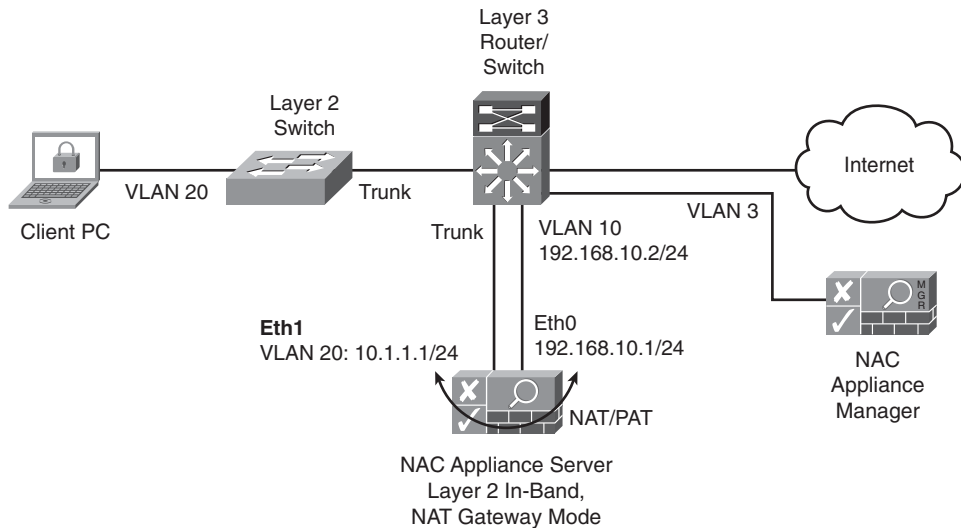 Layer 3
Router/
Switch
Layer 2
Switch
Internet
VLAN 20
Trunk
Client PC
VLAN 3
Trunk
VLAN 10
192.168.10.2/24
M
G
R
Eth1
VLAN 20: 10.1.1.1/24
Eth0
192.168.10.1/24
NAC
Appliance
Manager
NAT/PAT
NAC Appliance Server
Layer 2 In-Band,
NAT Gateway Mode